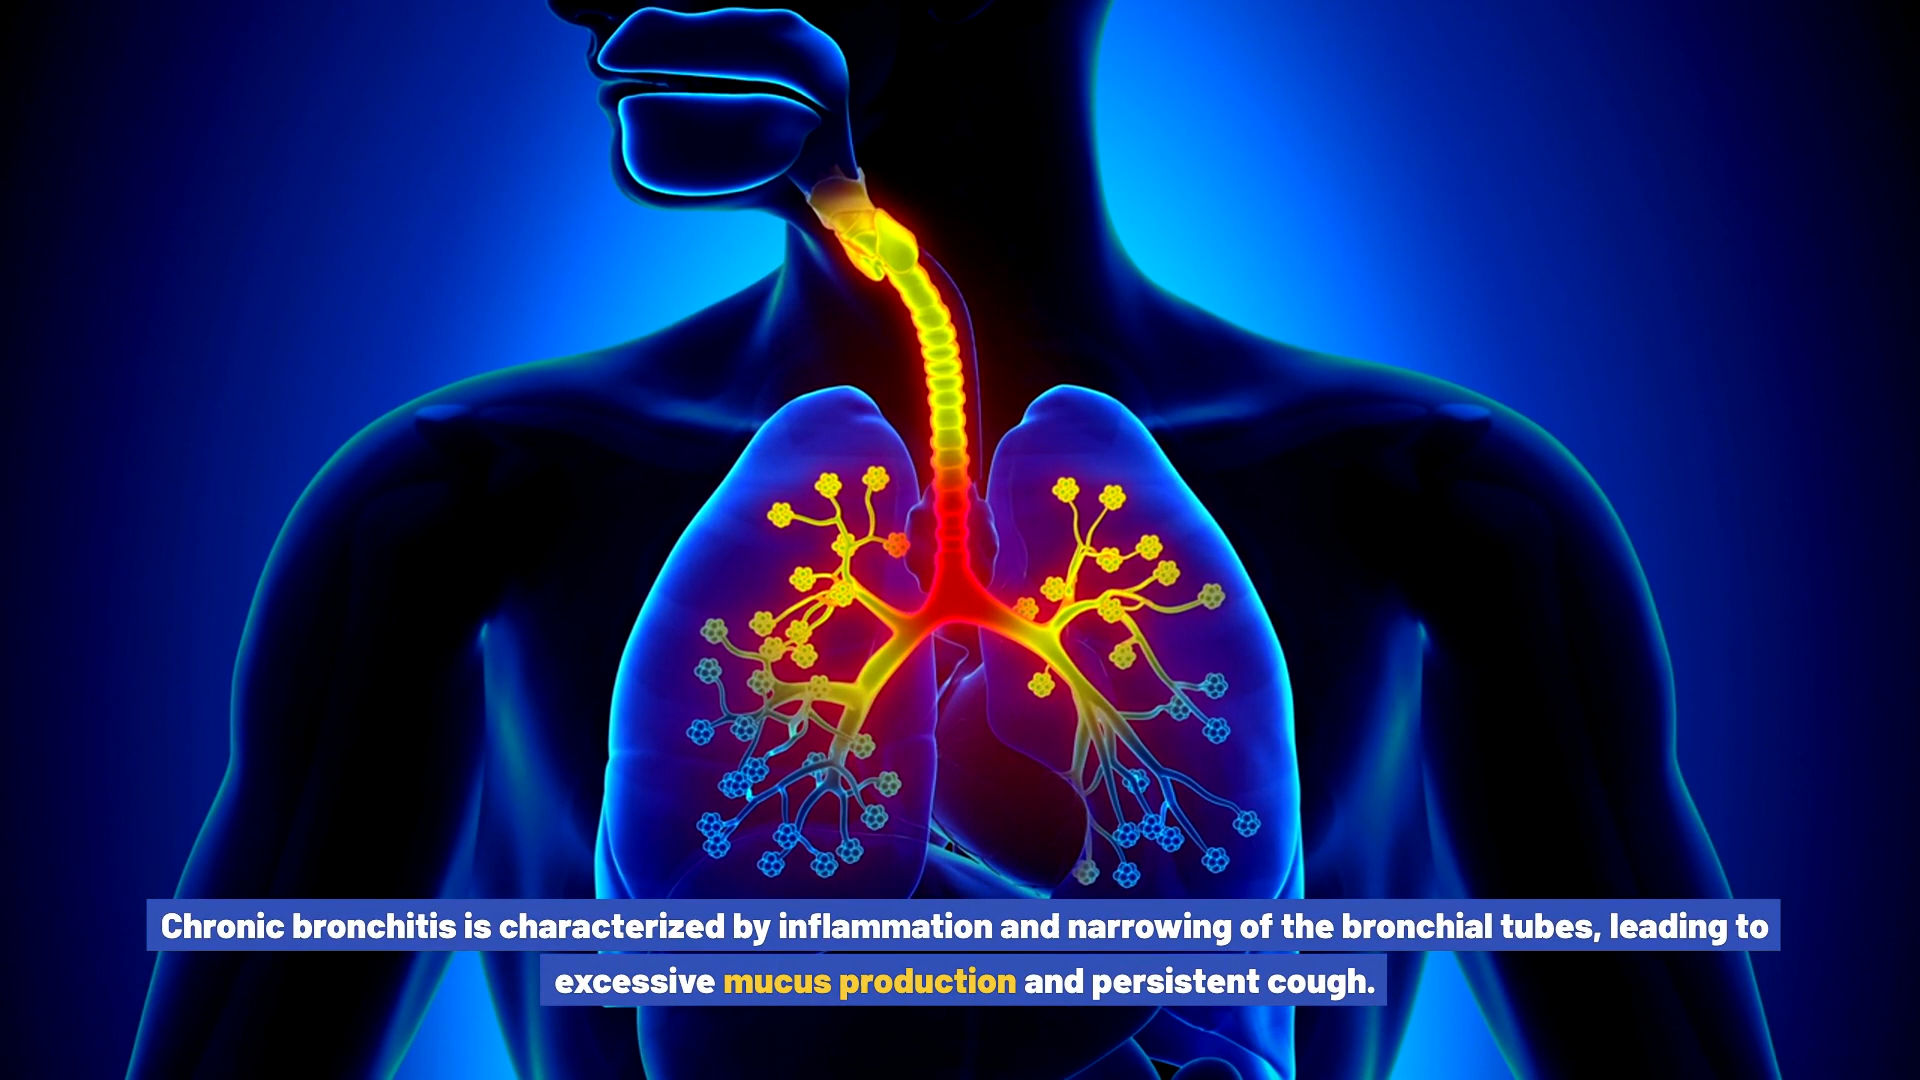 Chronic bronchitis is characterized by inflammation and narrowing of the bronchial tubes, leading to
excessive mucus production and persistent cough.